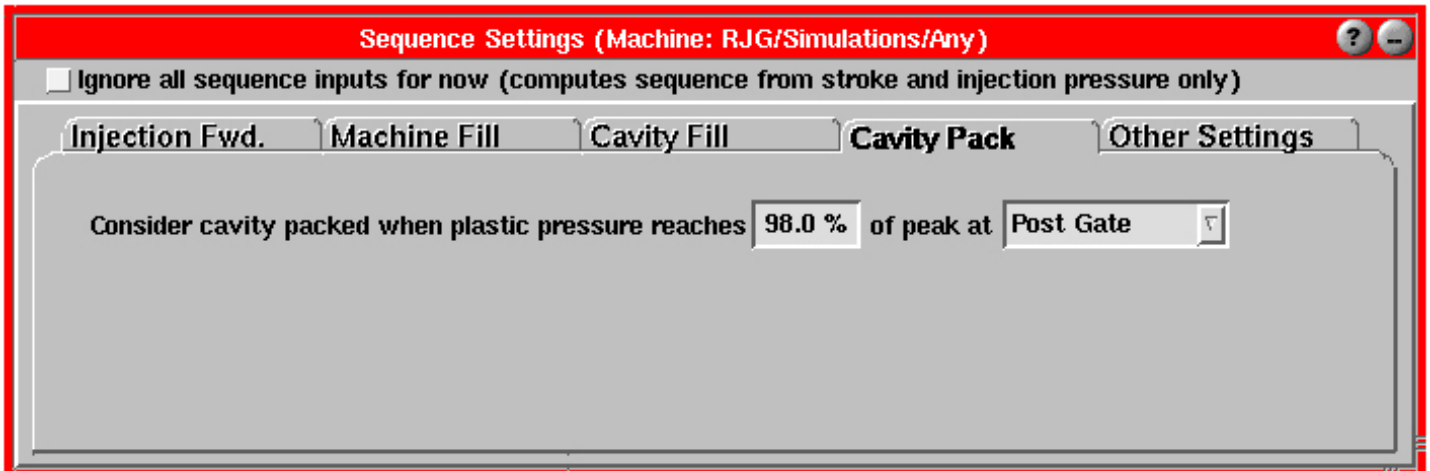 Sequence Settings (Machine: RJG/Simulations/Any)
? --
Ignore all sequence inputs for now (computes sequence from stroke and injection pressure only)
Injection Fwd. Machine Fill Cavity Fill Cavity Pack Other Settings
Consider cavity packed when plastic pressure reaches 98.0 % of peak at Post Gate